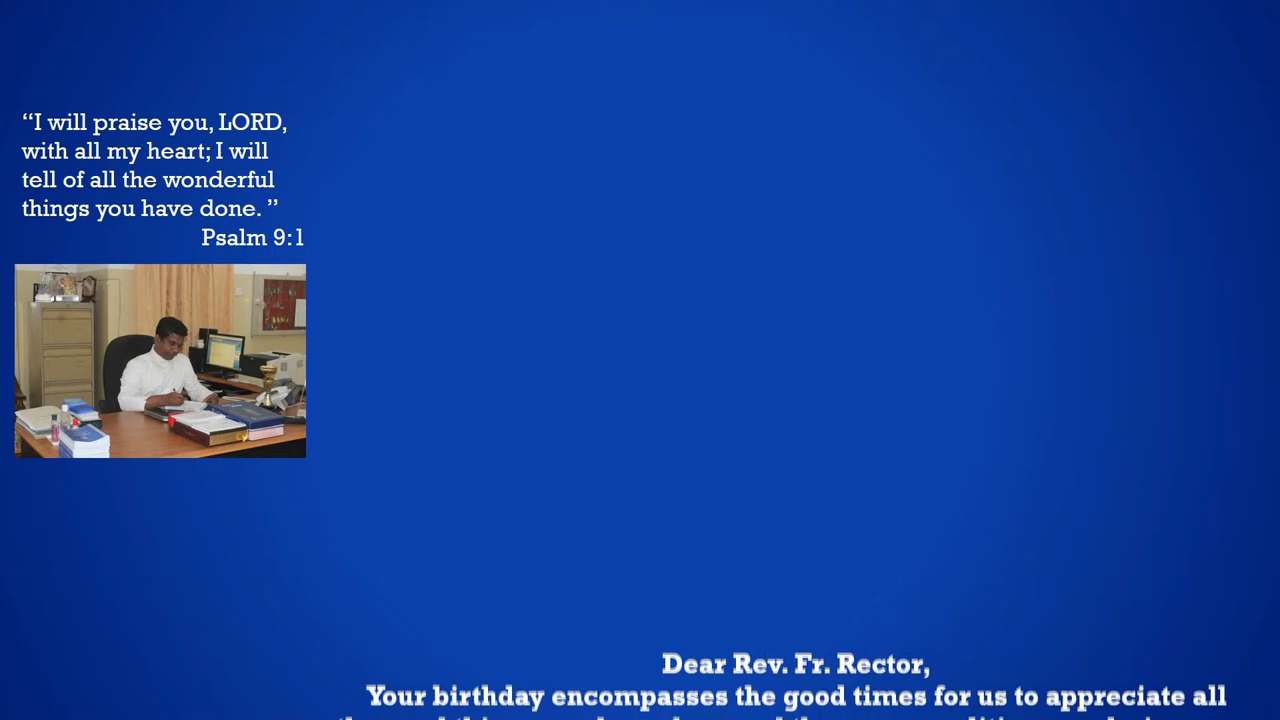 “I will praise you, LORD,
with all my heart; I will
tell of all the wonderful
things you have done. ”
Psalm 9:1
Dear Rev. Fr. Rector,
Your birthday encompasses the good times for us to appreciate all